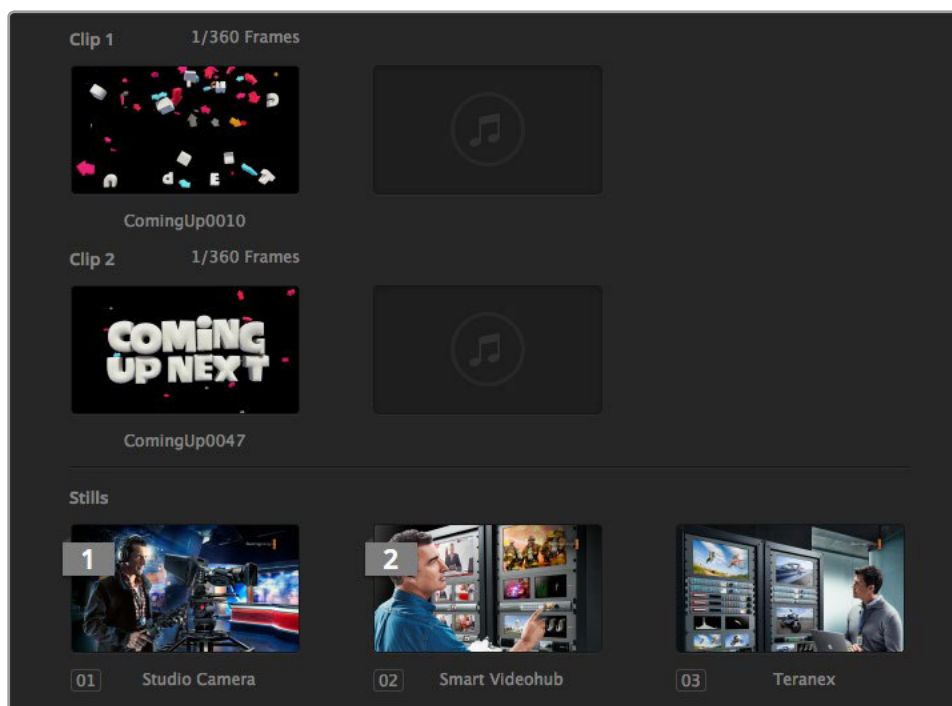 Clip 1
1/360 Frames
ComingUp0010
Clip 2
1/360 Frames
COMING
UP NEXT
ComingUp0047
Stills
1
2
01 Studio Camera
02 Smart Videohub
03 Teranex